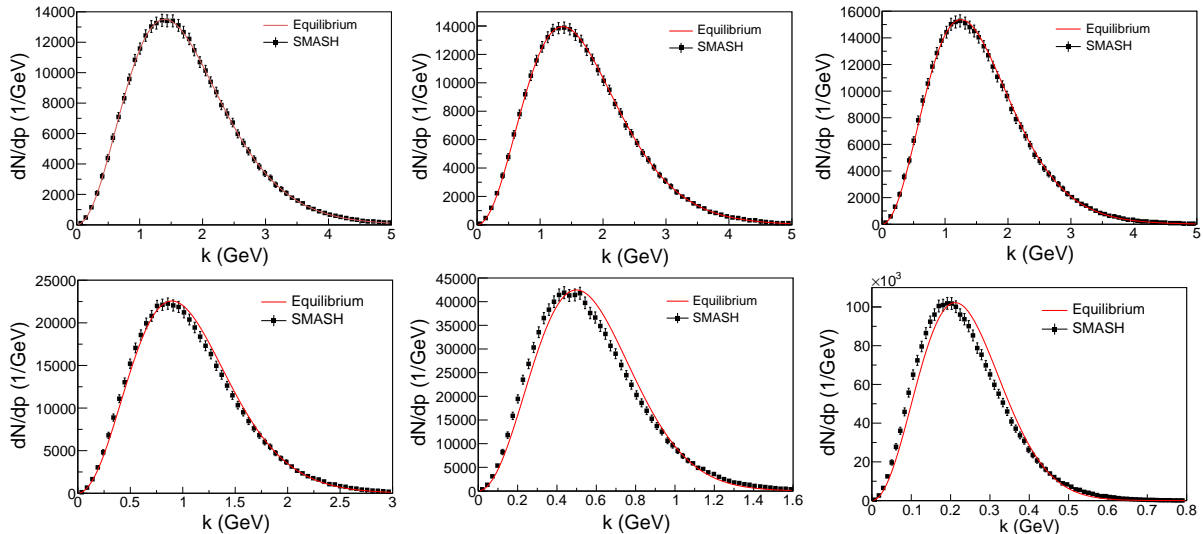 14000
12000
10000
8000
6000
4000
2000
0
dN/dp (1/GeV)
Equilibrium
SMASH
0 1 2 3 4 5
k (GeV)
16000
14000
12000
10000
8000
6000
4000
2000
0
dN/dp (1/GeV)
Equilibrium
SMASH
0 1 2 3 4 5
k (GeV)
16000
14000
12000
10000
8000
6000
4000
2000
0
dN/dp (1/GeV)
Equilibrium
SMASH
0 1 2 3 4 5
k (GeV)
25000
20000
15000
10000
5000
0
dN/dp (1/GeV)
Equilibrium
SMASH
0.5 1 1.5 2 2.5 3
k (GeV)
45000
40000
35000
30000
25000
20000
15000
10000
5000
0
dN/dp (1/GeV)
Equilibrium
SMASH
0 0.2 0.4 0.6 0.8 1 1.2 1.4 1.6
k (GeV)
×10³
100
80
60
40
20
0
dN/dp (1/GeV)
Equilibrium
SMASH
0 0.1 0.2 0.3 0.4 0.5 0.6 0.7 0.8
k (GeV)